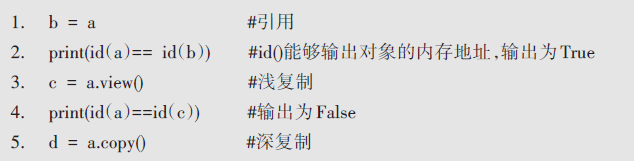 1. b = a #引用
2. print(id(a)== id(b)) #id()能够输出对象的内存地址,输出为True
3. c = a.view() #浅复制
4. print(id(a)==id(c)) #输出为False
5. d = a.copy() #深复制